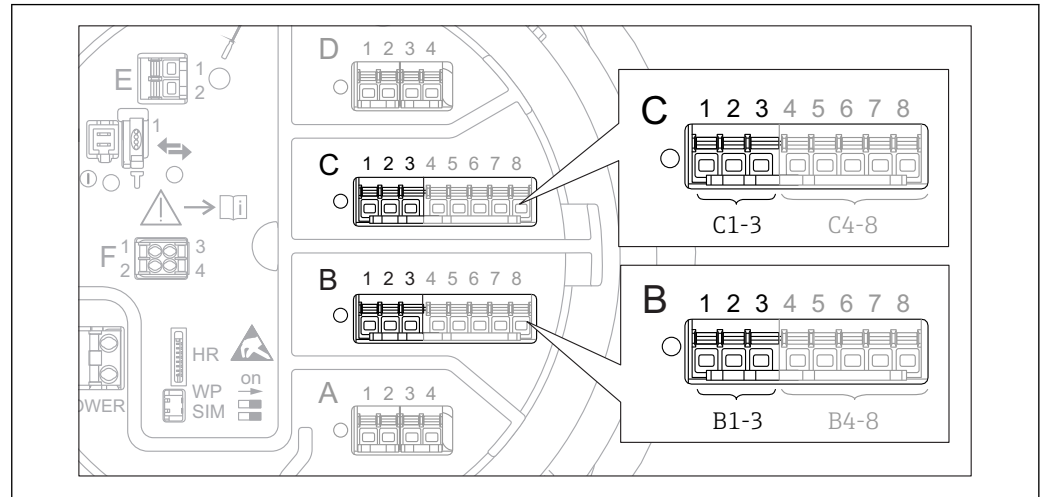 D 1 2 3 4
E 1
2
1
C 1 2 3 4 5 6 7 8
C 1 2 3 4 5 6 7 8
C1-3 C4-8
i
F 1 3
2 4
B 1 2 3 4 5 6 7 8
B 1 2 3 4 5 6 7 8
B1-3 B4-8
HR
WP on
SIM
OWER
A 1 2 3 4